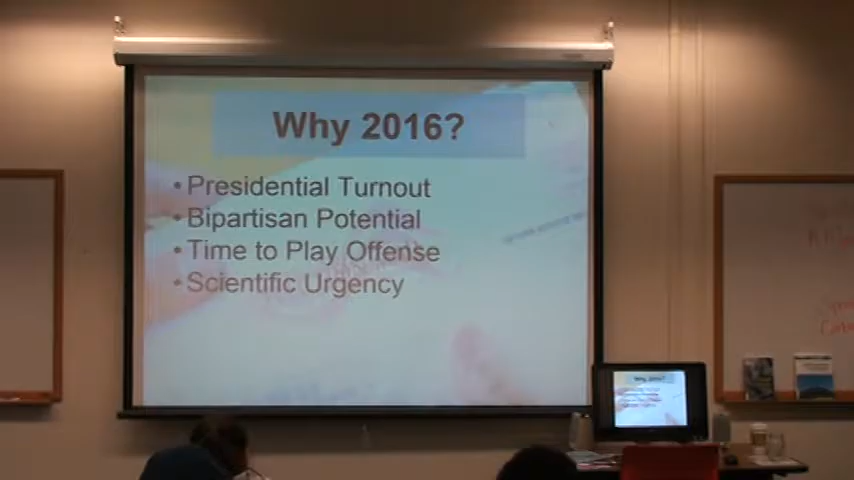 Why 2016?
• Presidential Turnout
• Bipartisan Potential
• Time to Play Offense
• Scientific Urgency